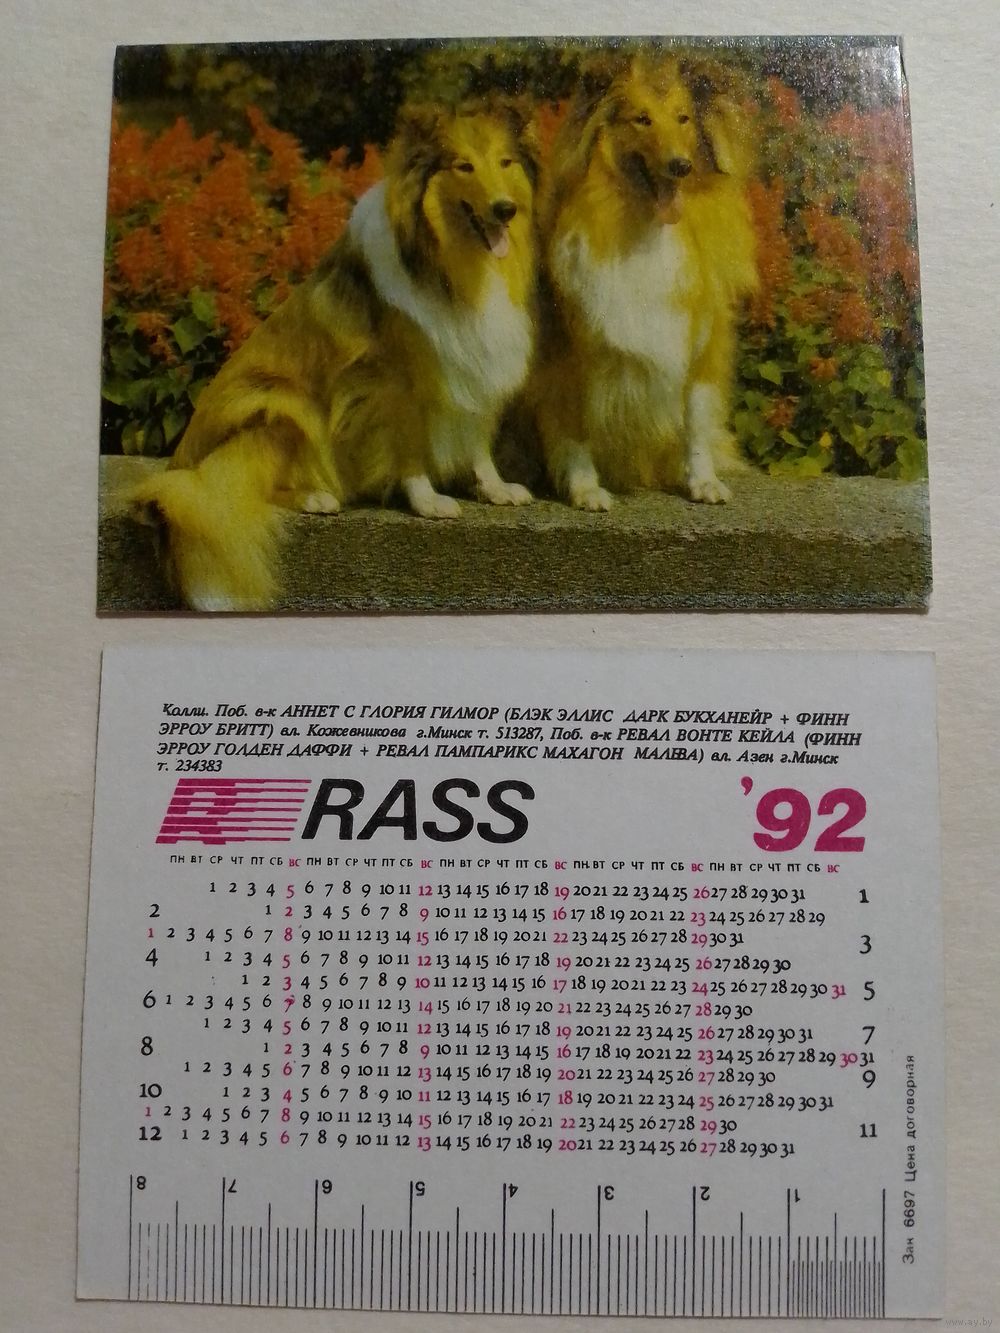 Колли. Поб. в-к АННЕТ С ГЛОРИЯ ГИЛМОР (БЛЭК ЭЛЛИС ДАРК БУКХАНЕЙР + ФИНН
ЭРРОУ БРИТТ) вл. Кожевникова г.Минск т. 513287, Поб. в-к РЕВАЛ ВОНТЕ КЕЙЛА (ФИНН
ЭРРОУ ГОЛДЕН ДАФФИ + РЕВАЛ ПАМПАРИКС МАХАГОН МАЛЕВА) вл. Азен г.Минск
т. 234383
RASS '92
ПН ВТ СР ЧТ ПТ СБ ВС ПН ВТ СР ЧТ ПТ СБ ВС ПН ВТ СР ЧТ ПТ СБ ВС ПН ВТ СР ЧТ ПТ СБ ВС ПН ВТ СР ЧТ ПТ СБ ВС
1 2 3 4 5 6 7 8 9 10 11 12 13 14 15 16 17 18 19 20 21 22 23 24 25 26 27 28 29 30 31 1
2 1 2 3 4 5 6 7 8 9 10 11 12 13 14 15 16 17 18 19 20 21 22 23 24 25 26 27 28 29
1 2 3 4 5 6 7 8 9 10 11 12 13 14 15 16 17 18 19 20 21 22 23 24 25 26 27 28 29 30 31 3
4 1 2 3 4 5 6 7 8 9 10 11 12 13 14 15 16 17 18 19 20 21 22 23 24 25 26 27 28 29 30
1 2 3 4 5 6 7 8 9 10 11 12 13 14 15 16 17 18 19 20 21 22 23 24 25 26 27 28 29 30 31 5
6 1 2 3 4 5 6 7 8 9 10 11 12 13 14 15 16 17 18 19 20 21 22 23 24 25 26 27 28 29 30
1 2 3 4 5 6 7 8 9 10 11 12 13 14 15 16 17 18 19 20 21 22 23 24 25 26 27 28 29 30 31 7
8 1 2 3 4 5 6 7 8 9 10 11 12 13 14 15 16 17 18 19 20 21 22 23 24 25 26 27 28 29 30 31
1 2 3 4 5 6 7 8 9 10 11 12 13 14 15 16 17 18 19 20 21 22 23 24 25 26 27 28 29 30 9
10 1 2 3 4 5 6 7 8 9 10 11 12 13 14 15 16 17 18 19 20 21 22 23 24 25 26 27 28 29 30 31
1 2 3 4 5 6 7 8 9 10 11 12 13 14 15 16 17 18 19 20 21 22 23 24 25 26 27 28 29 30 11
12 1 2 3 4 5 6 7 8 9 10 11 12 13 14 15 16 17 18 19 20 21 22 23 24 25 26 27 28 29 30 31
8 7 6 5 4 3 2 1
Зак 6697 Цена договорная
www.ay.by